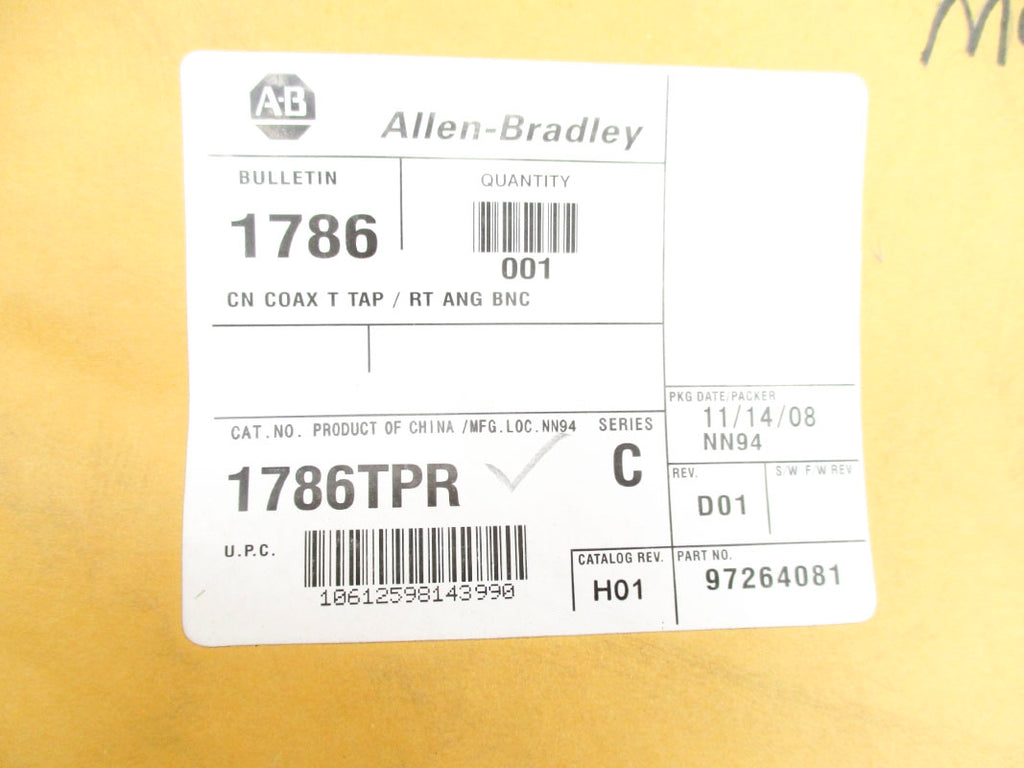 A-B
Allen-Bradley
BULLETIN
1786
QUANTITY
001
CN COAX T TAP / RT ANG BNC
PKG DATE/PACKER
11/14/08
NN94
CAT.NO. PRODUCT OF CHINA /MFG.LOC.NN94
SERIES
1786TPR
C
REV.
D01
S/W F/W REV
U.P.C.
10612598143990
CATALOG REV.
H01
PART NO.
97264081